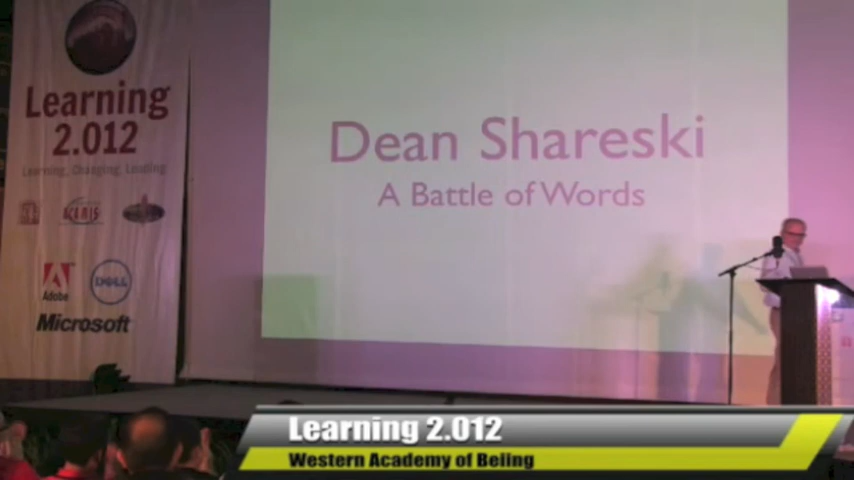 Learning
2.012
Learning, Changing, Leading
Adobe
DELL
Microsoft
Dean Shareski
A Battle of Words
Learning 2.012
Western Academy of Beiing